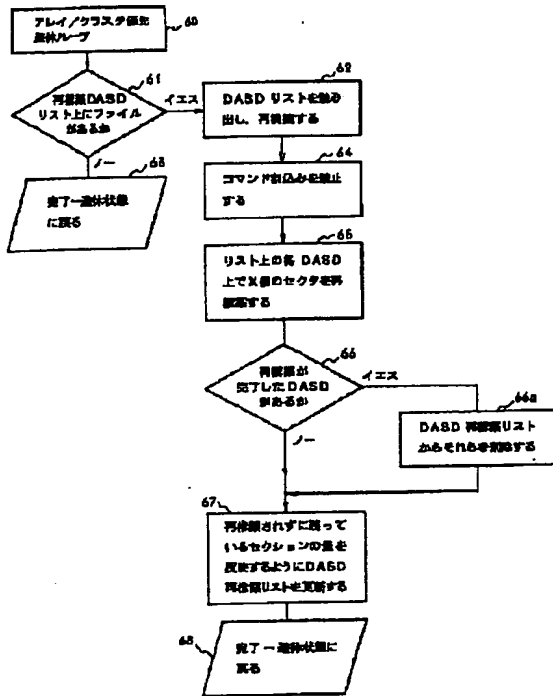 60
アレイ/クラスタ優先
遊休ループ
61
再構築DASD
リスト上にファイル
があるか
イエス
ノー
62
DASD リストを読み
出し、再構築する
63
完了-遊休状態
に戻る
64
コマンド割込みを禁止
する
65
リスト上の各 DASD
上でX個のセクタを再
構築する
66
再構築が
完了したDASD
があるか
イエス
ノー
66a
DASD 再構築リスト
からそれらを削除する
67
再構築されずに残って
いるセクションの量を
反映するようにDASD
再構築リストを更新する
68
完了-遊休状態に
戻る